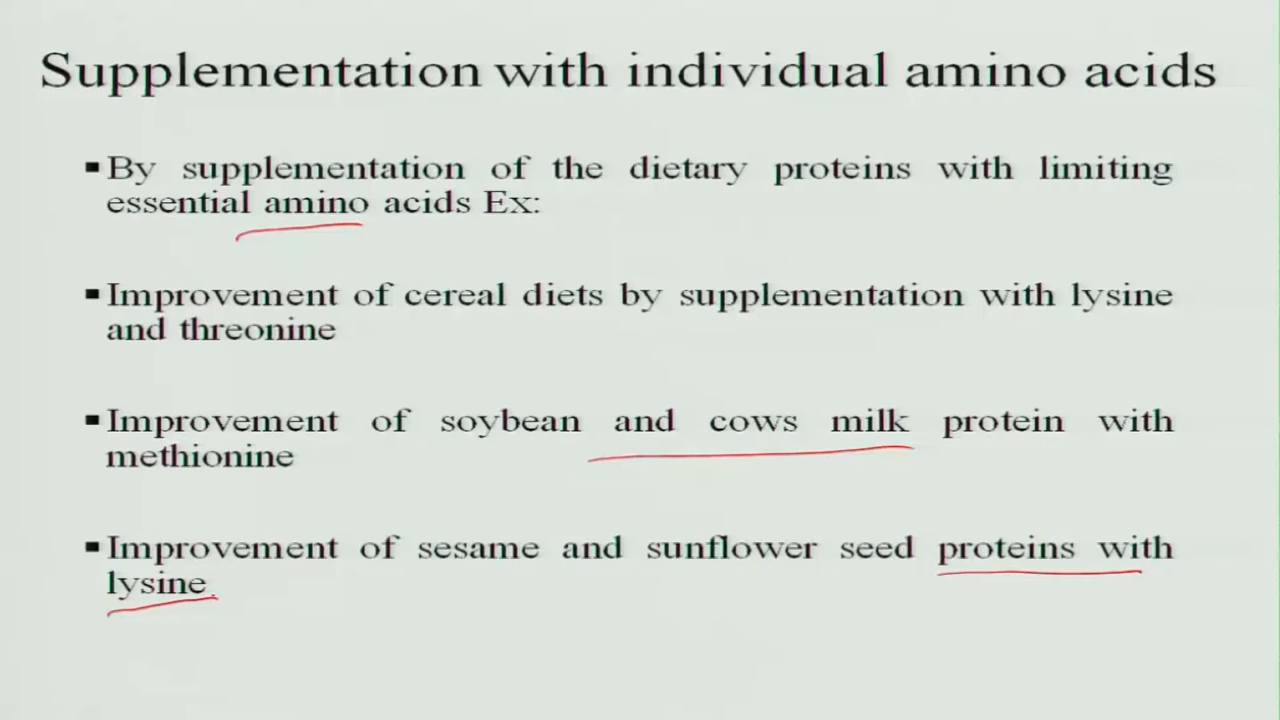 Supplementation with individual amino acids
▪By supplementation of the dietary proteins with limiting
essential amino acids Ex:
▪Improvement of cereal diets by supplementation with lysine
and threonine
▪Improvement of soybean and cows milk protein with
methionine
▪Improvement of sesame and sunflower seed proteins with
lysine.